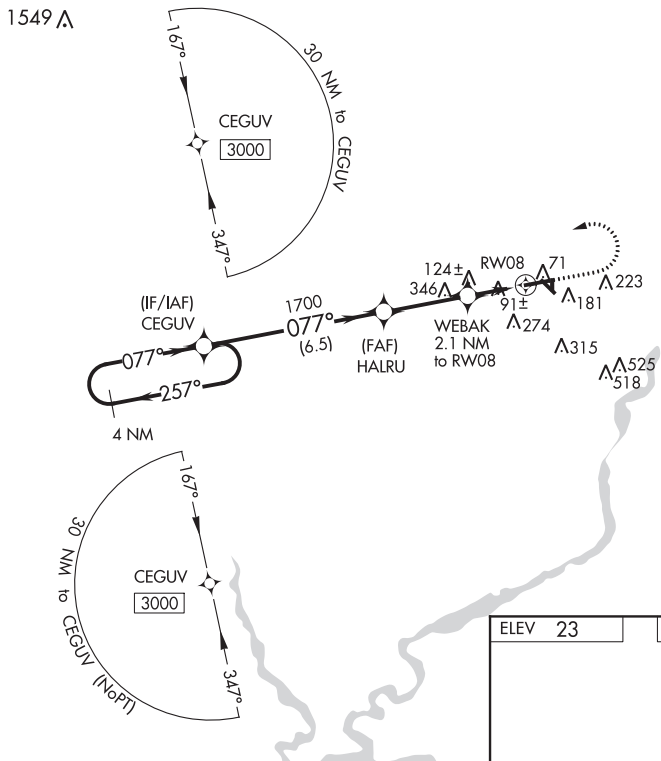 1549
167°
30 NM to CEGUV
CEGUV
3000
347°
(IF/IAF)
CEGUV
1700
077°
(6.5)
(FAF)
HALRU
346
124±
RW08
71
91±
WEBAK
2.1 NM
to RW08
274
181
223
315
525
518
077°
257°
4 NM
167°
30 NM to CEGUV (NoPT)
CEGUV
3000
347°
ELEV 23